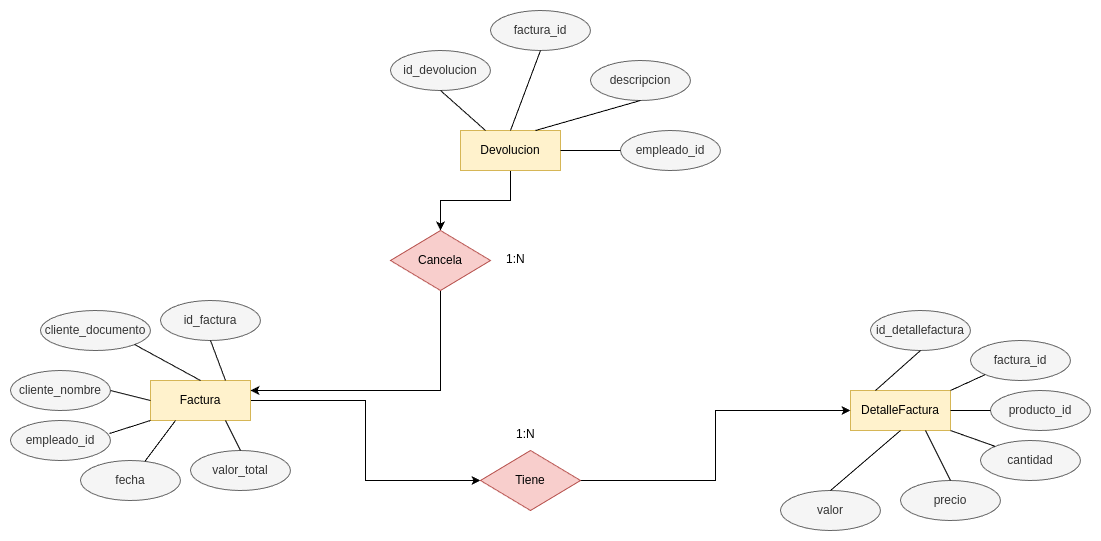 factura_id
id_devolucion
descripcion
Devolucion
empleado_id
Cancela
1:N
cliente_documento
id_factura
cliente_nombre
Factura
empleado_id
fecha
valor_total
1:N
Tiene
id_detallefactura
factura_id
DetalleFactura
producto_id
cantidad
precio
valor